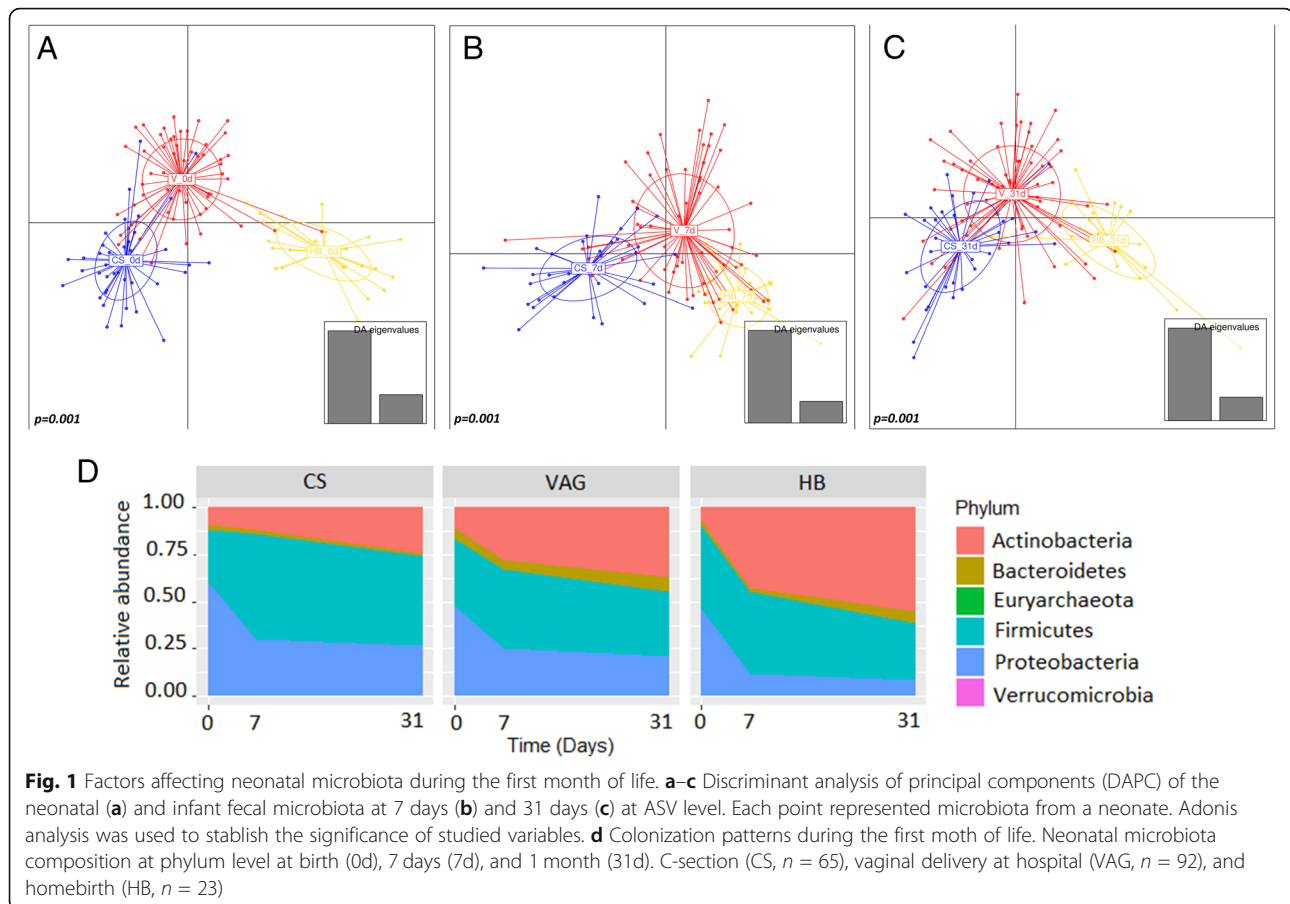 A
B
C
V_0d
CS_0d
HB_0d
DA eigenvalues
p=0.001
V_7d
CS_7d
HB_7d
DA eigenvalues
p=0.001
V_31d
CS_31d
HB_31d
DA eigenvalues
p=0.001
D
CS
VAG
HB
Relative abundance
1.00
0.75
0.50
0.25
0.00
0 7 31
0 7 31
0 7 31
Time (Days)
Phylum
Actinobacteria
Bacteroidetes
Euryarchaeota
Firmicutes
Proteobacteria
Verrucomicrobia
Fig. 1 Factors affecting neonatal microbiota during the first month of life. a–c Discriminant analysis of principal components (DAPC) of the
neonatal (a) and infant fecal microbiota at 7 days (b) and 31 days (c) at ASV level. Each point represented microbiota from a neonate. Adonis
analysis was used to stablish the significance of studied variables. d Colonization patterns during the first moth of life. Neonatal microbiota
composition at phylum level at birth (0d), 7 days (7d), and 1 month (31d). C-section (CS, n = 65), vaginal delivery at hospital (VAG, n = 92), and
homebirth (HB, n = 23)